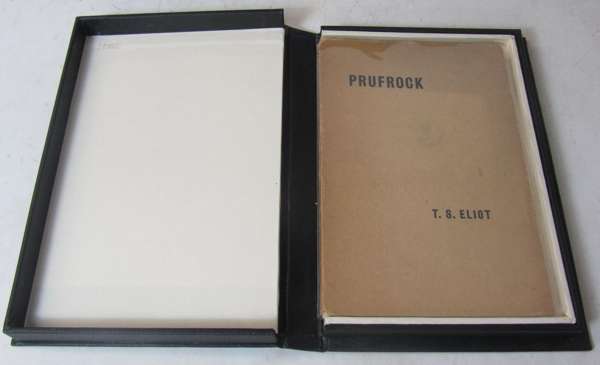 PRUFROCK
T. S. ELIOT